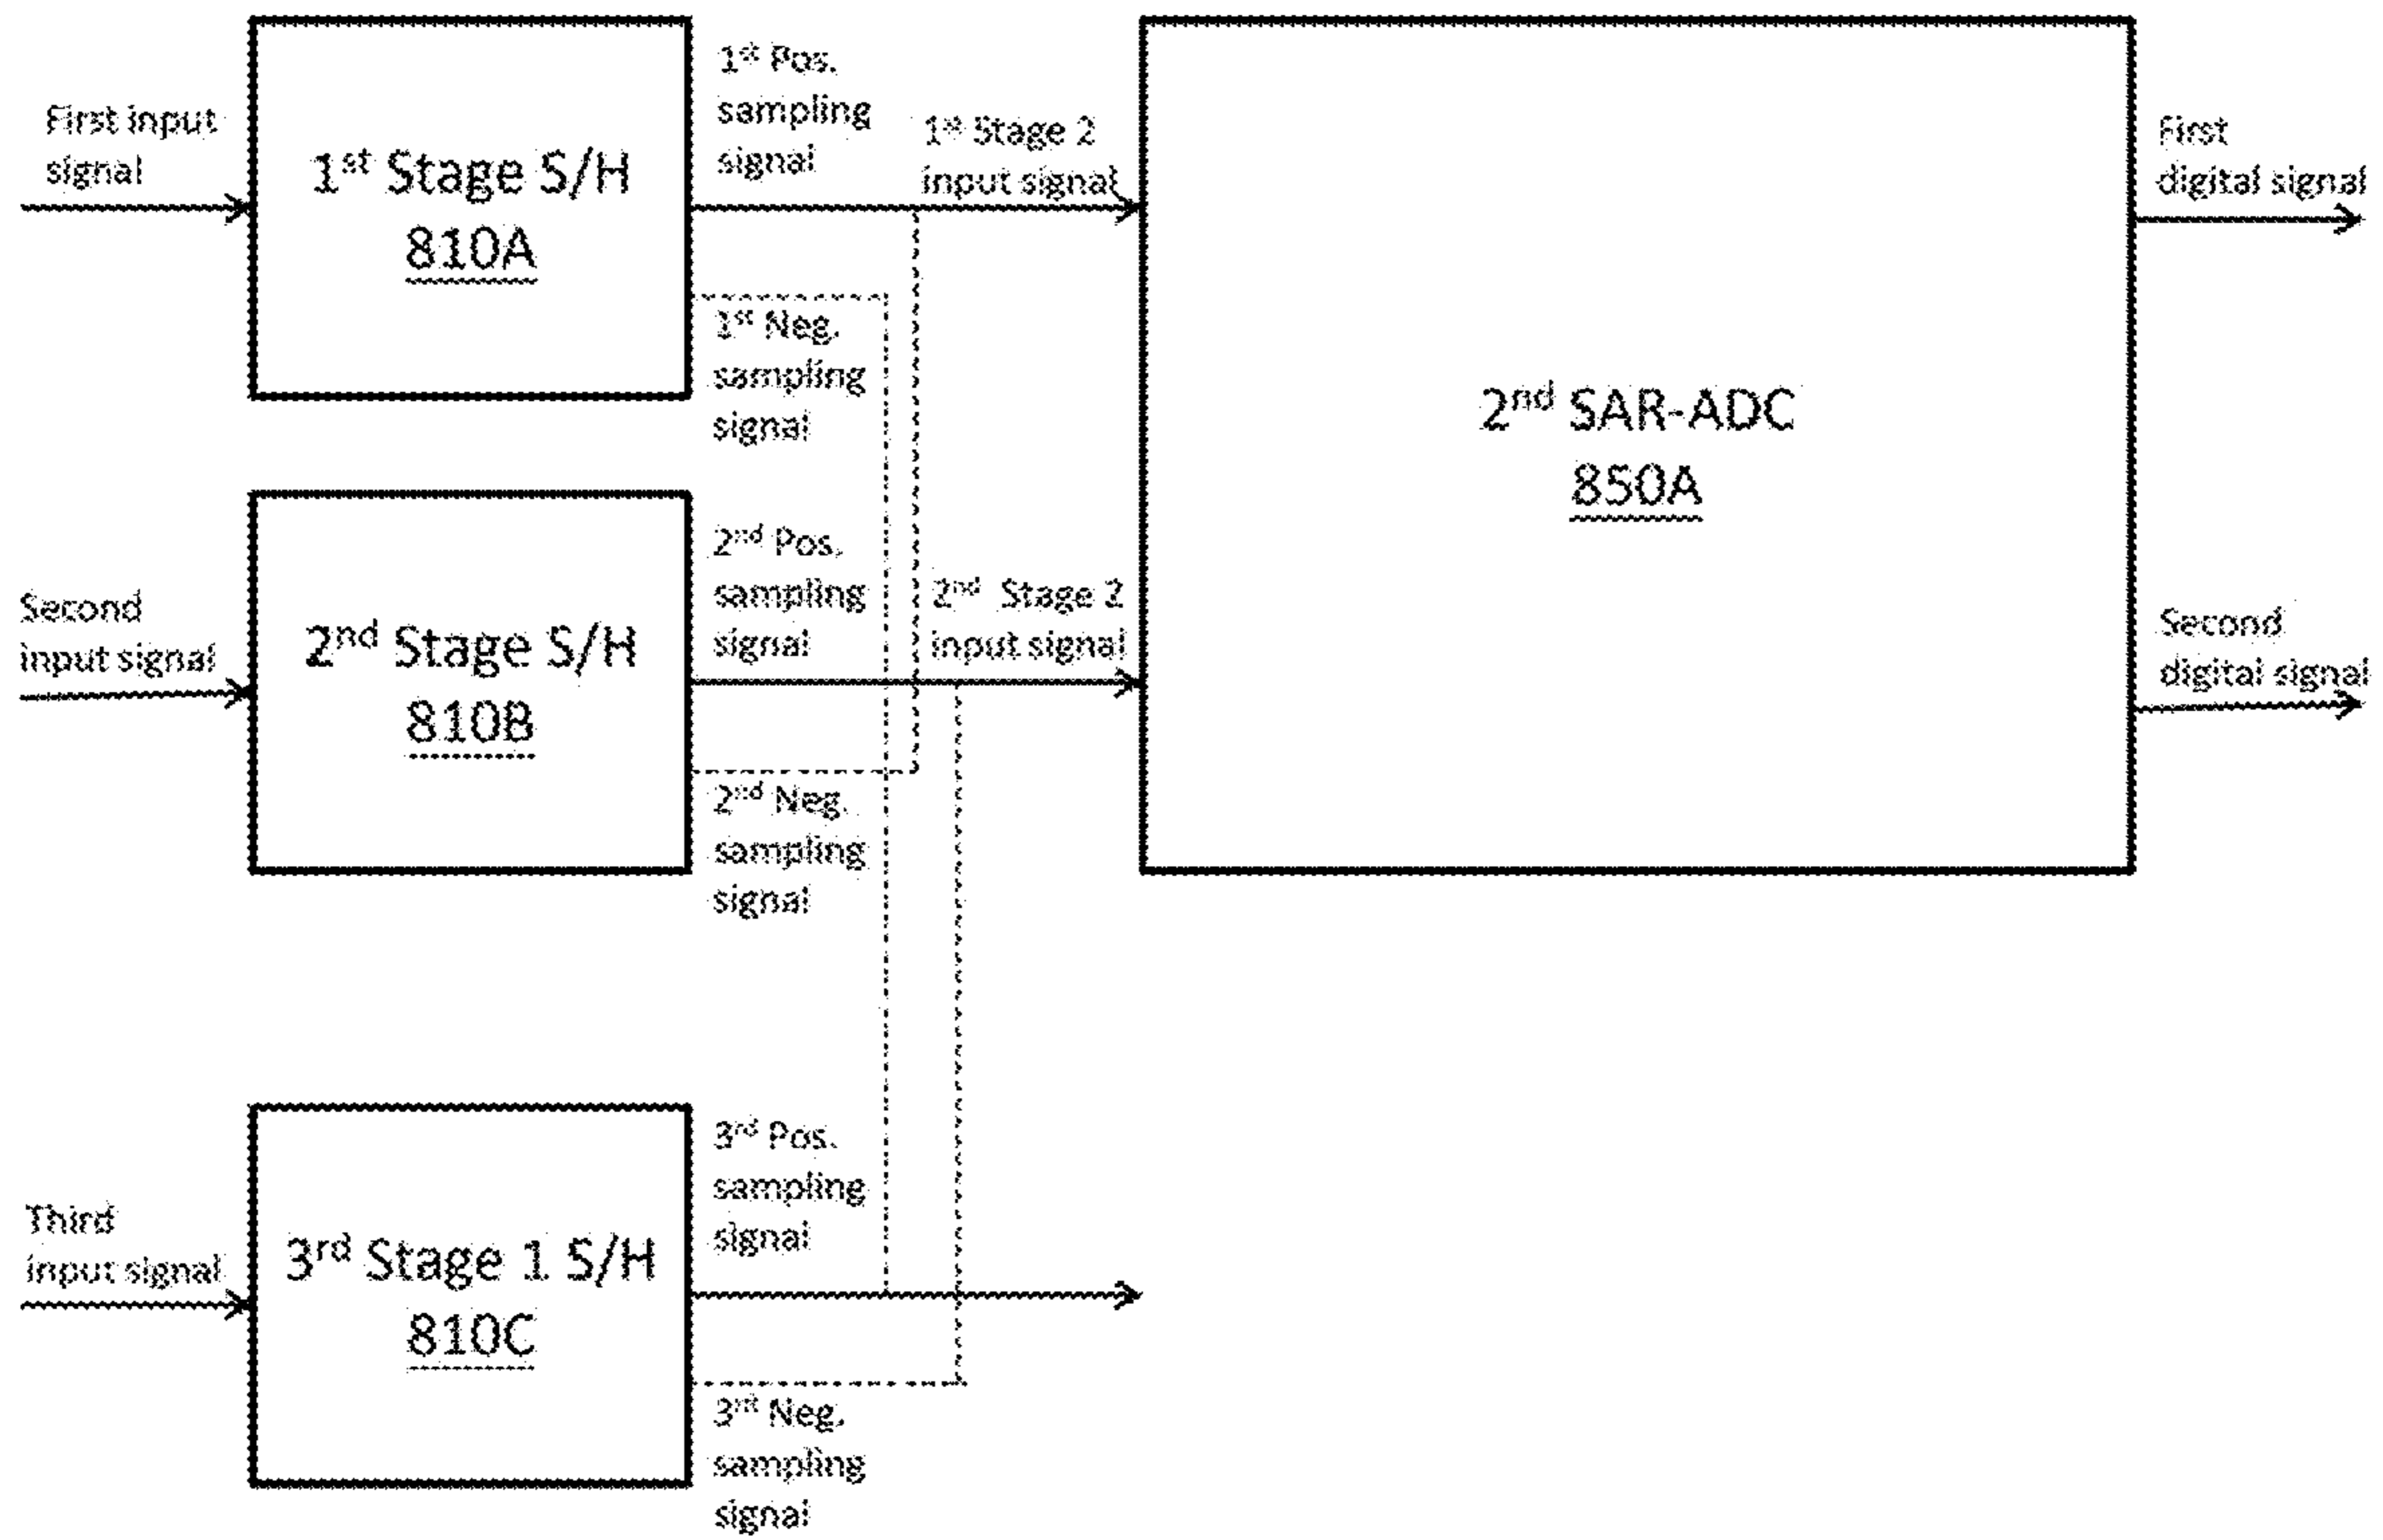 First input
signal
1st Stage S/H
810A
1st Pos.
sampling
signal
1st Stage 2
input signal
1st Neg.
sampling
signal
2nd SAR-ADC
850A
First
digital signal
Second
input signal
2nd Stage S/H
810B
2nd Pos.
sampling
signal
2nd Stage 2
input signal
2nd Neg.
sampling
signal
Second
digital signal
Third
input signal
3rd Stage 1 S/H
810C
3rd Pos.
sampling
signal
3rd Neg.
sampling
signal